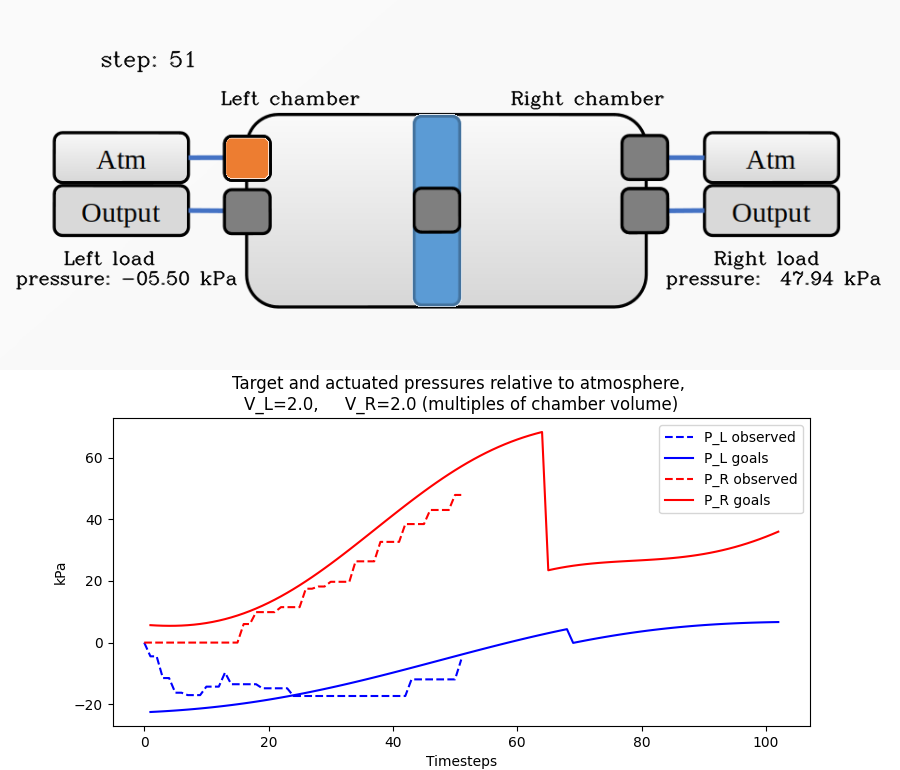 step: 51
Left chamber
Right chamber
Atm
Atm
Output
Output
Left load
pressure: -05.50 kPa
Right load
pressure: 47.94 kPa
Target and actuated pressures relative to atmosphere,
V_L=2.0, V_R=2.0 (multiples of chamber volume)
P_L observed
P_L goals
P_R observed
P_R goals
kPa
60
40
20
0
−20
0 20 40 60 80 100
Timesteps